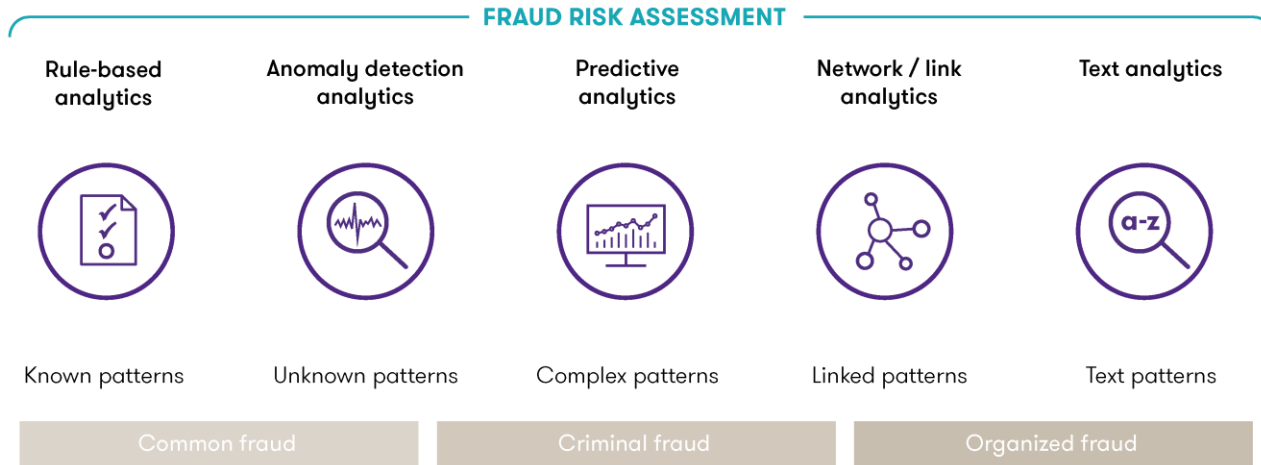 FRAUD RISK ASSESSMENT
Rule-based
analytics
Anomaly detection
analytics
Predictive
analytics
Network / link
analytics
Text analytics
a-z
Known patterns
Unknown patterns
Complex patterns
Linked patterns
Text patterns
Common fraud
Criminal fraud
Organized fraud